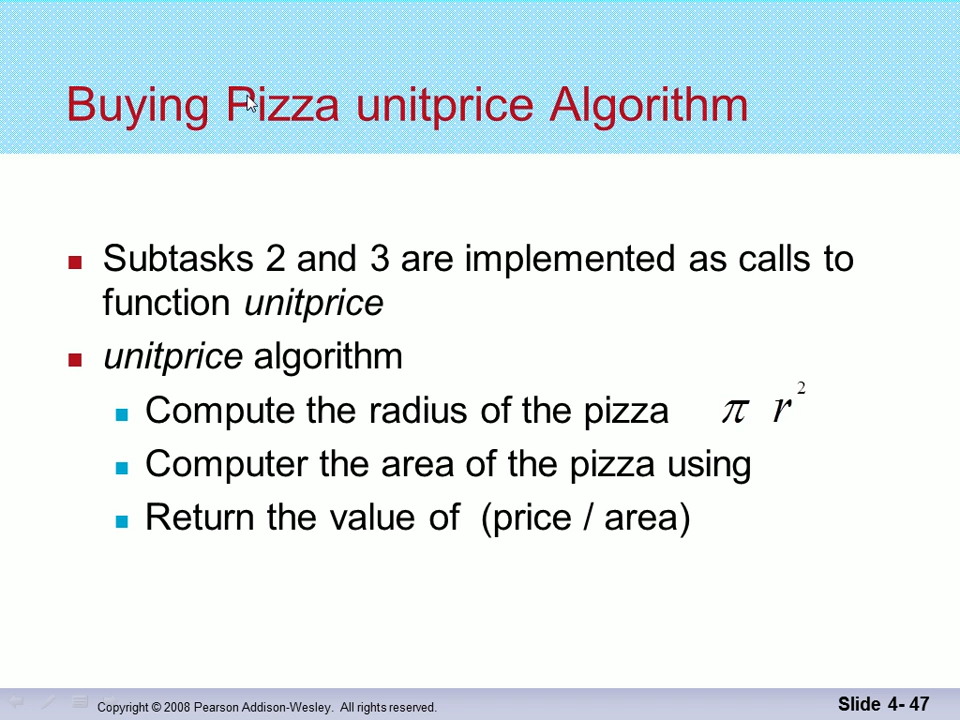 Buying Pizza unitprice Algorithm
Subtasks 2 and 3 are implemented as calls to
function unitprice
unitprice algorithm
Compute the radius of the pizza π r²
Computer the area of the pizza using
Return the value of (price / area)
Copyright © 2008 Pearson Addison-Wesley. All rights reserved.
Slide 4- 47